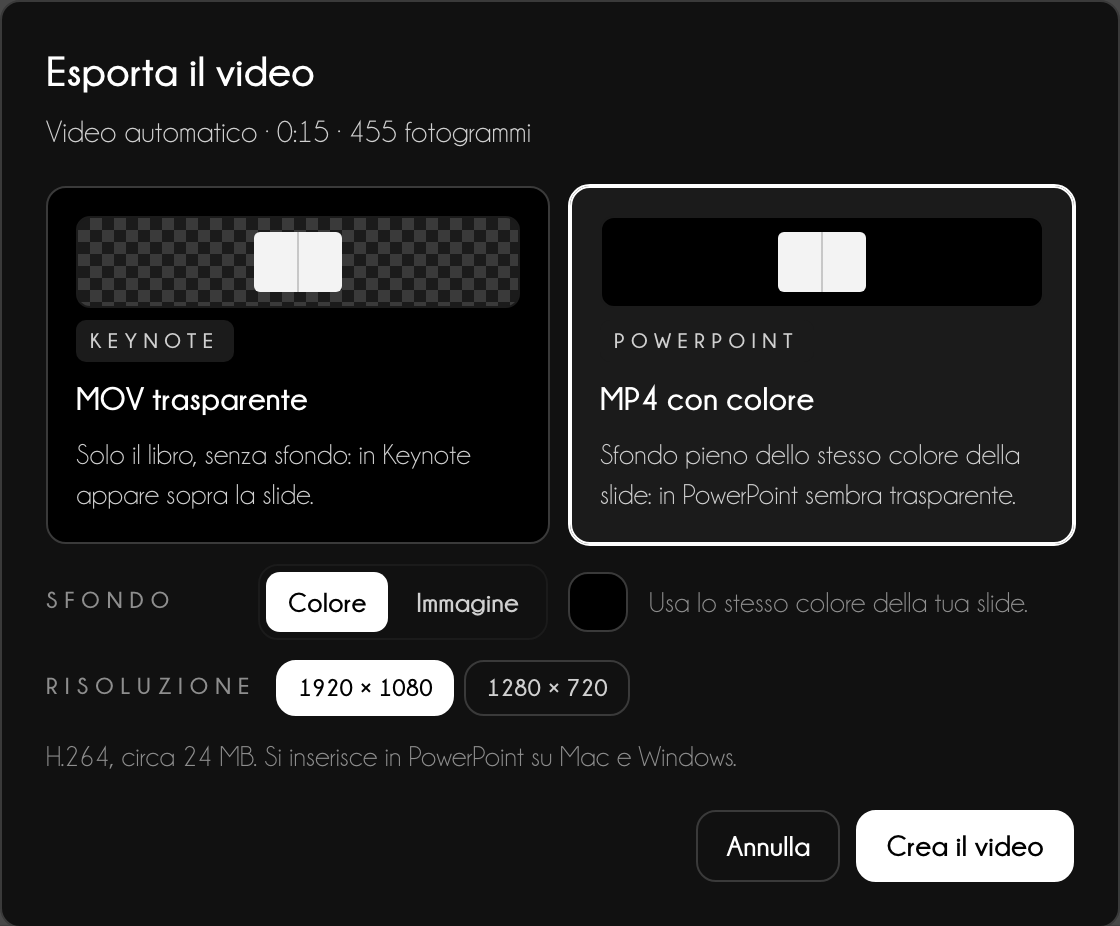 Esporta il video
Video automatico · 0:15 · 455 fotogrammi
KEYNOTE
MOV trasparente
Solo il libro, senza sfondo: in Keynote
appare sopra la slide.
POWERPOINT
MP4 con colore
Sfondo pieno dello stesso colore della
slide: in PowerPoint sembra trasparente.
SFONDO Colore Immagine Usa lo stesso colore della tua slide.
RISOLUZIONE 1920 × 1080 1280 × 720
H.264, circa 24 MB. Si inserisce in PowerPoint su Mac e Windows.
Annulla Crea il video